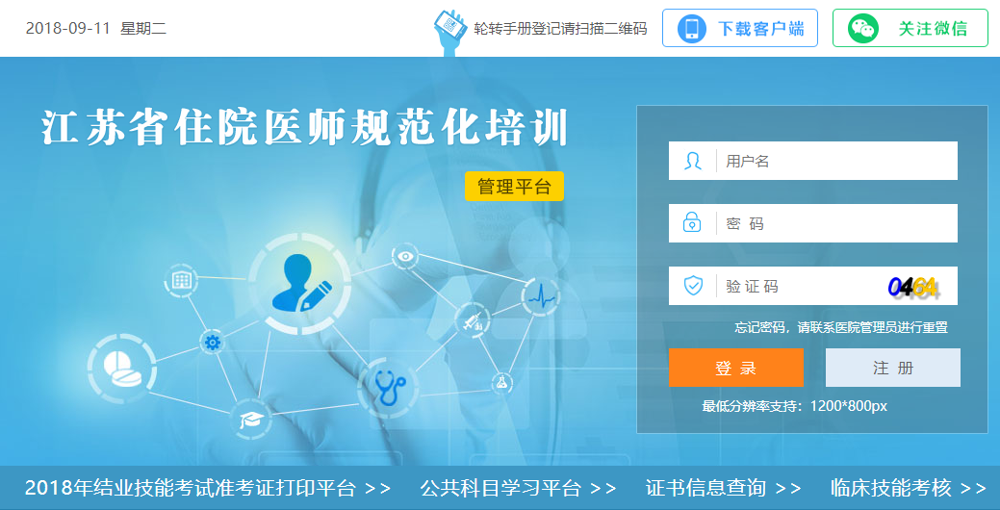 2018-09-11 星期二
轮转手册登记请扫描二维码
下载客户端
关注微信
江苏省住院医师规范化培训
管理平台
用户名
密 码
验 证 码
0464
忘记密码，请联系医院管理员进行重置
登 录
注 册
最低分辨率支持：1200*800px
2018年结业技能考试准考证打印平台 >>
公共科目学习平台 >>
证书信息查询 >>
临床技能考核 >>